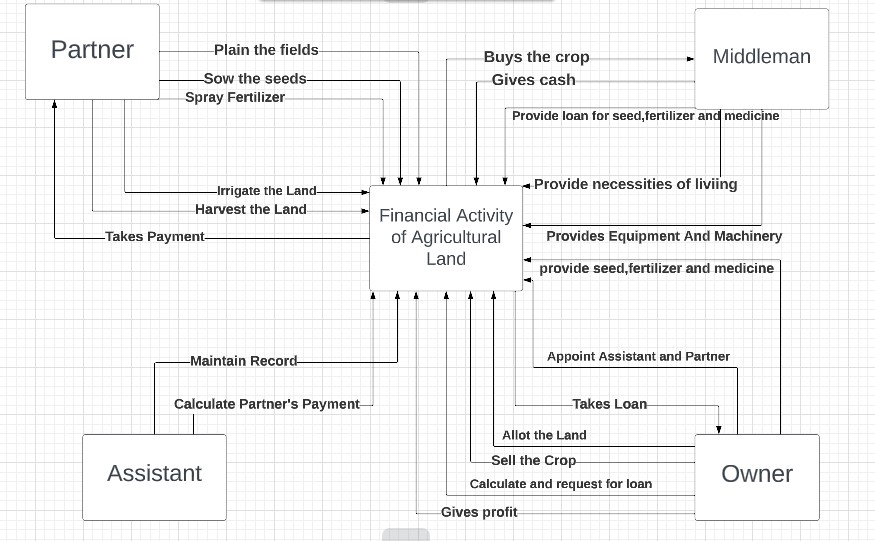 Partner
Plain the fields
Sow the seeds
Spray Fertilizer
Buys the crop
Gives cash
Middleman
Provide loan for seed,fertilizer and medicine
Irrigate the Land
Harvest the Land
Takes Payment
Financial Activity
of Agricultural
Land
Provide necessities of liviing
Provides Equipment And Machinery
provide seed,fertilizer and medicine
Maintain Record
Calculate Partner's Payment
Assistant
Appoint Assistant and Partner
Takes Loan
Allot the Land
Sell the Crop
Calculate and request for loan
Gives profit
Owner